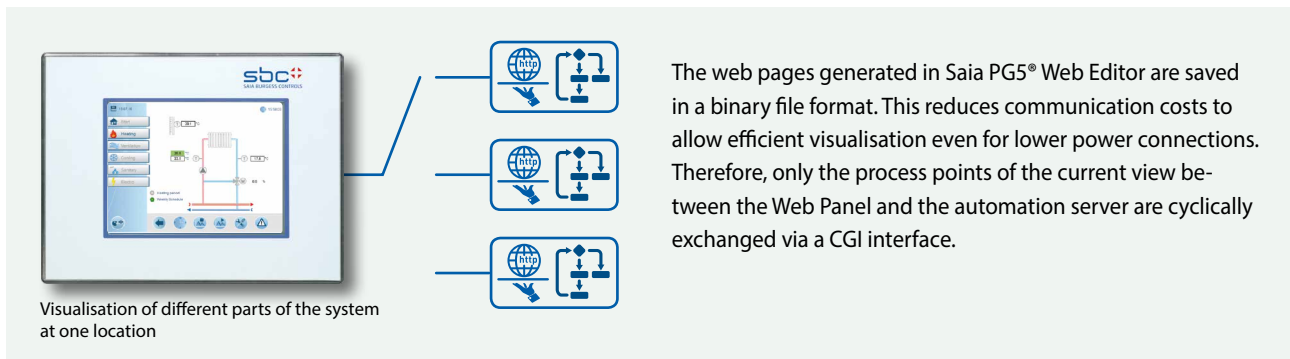 sbc
SAIA BURGESS CONTROLS
Heating
http
http
http
Visualisation of different parts of the system
at one location
The web pages generated in Saia PG5® Web Editor are saved
in a binary file format. This reduces communication costs to
allow efficient visualisation even for lower power connections.
Therefore, only the process points of the current view be-
tween the Web Panel and the automation server are cyclically
exchanged via a CGI interface.